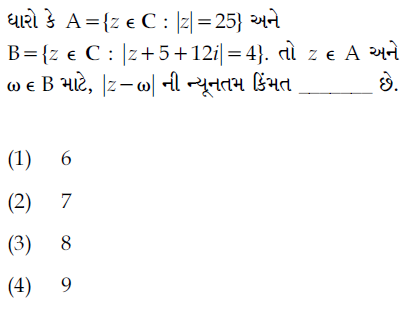 ધારો કે A={z ϵ C : |z|=25} અને
B={z ϵ C : |z+5+12i|=4}. તો z ϵ A અને
ω ϵ B માટે, |z−ω| ની ન્યૂનતમ કિંમત _______ છે.
(1) 6
(2) 7
(3) 8
(4) 9